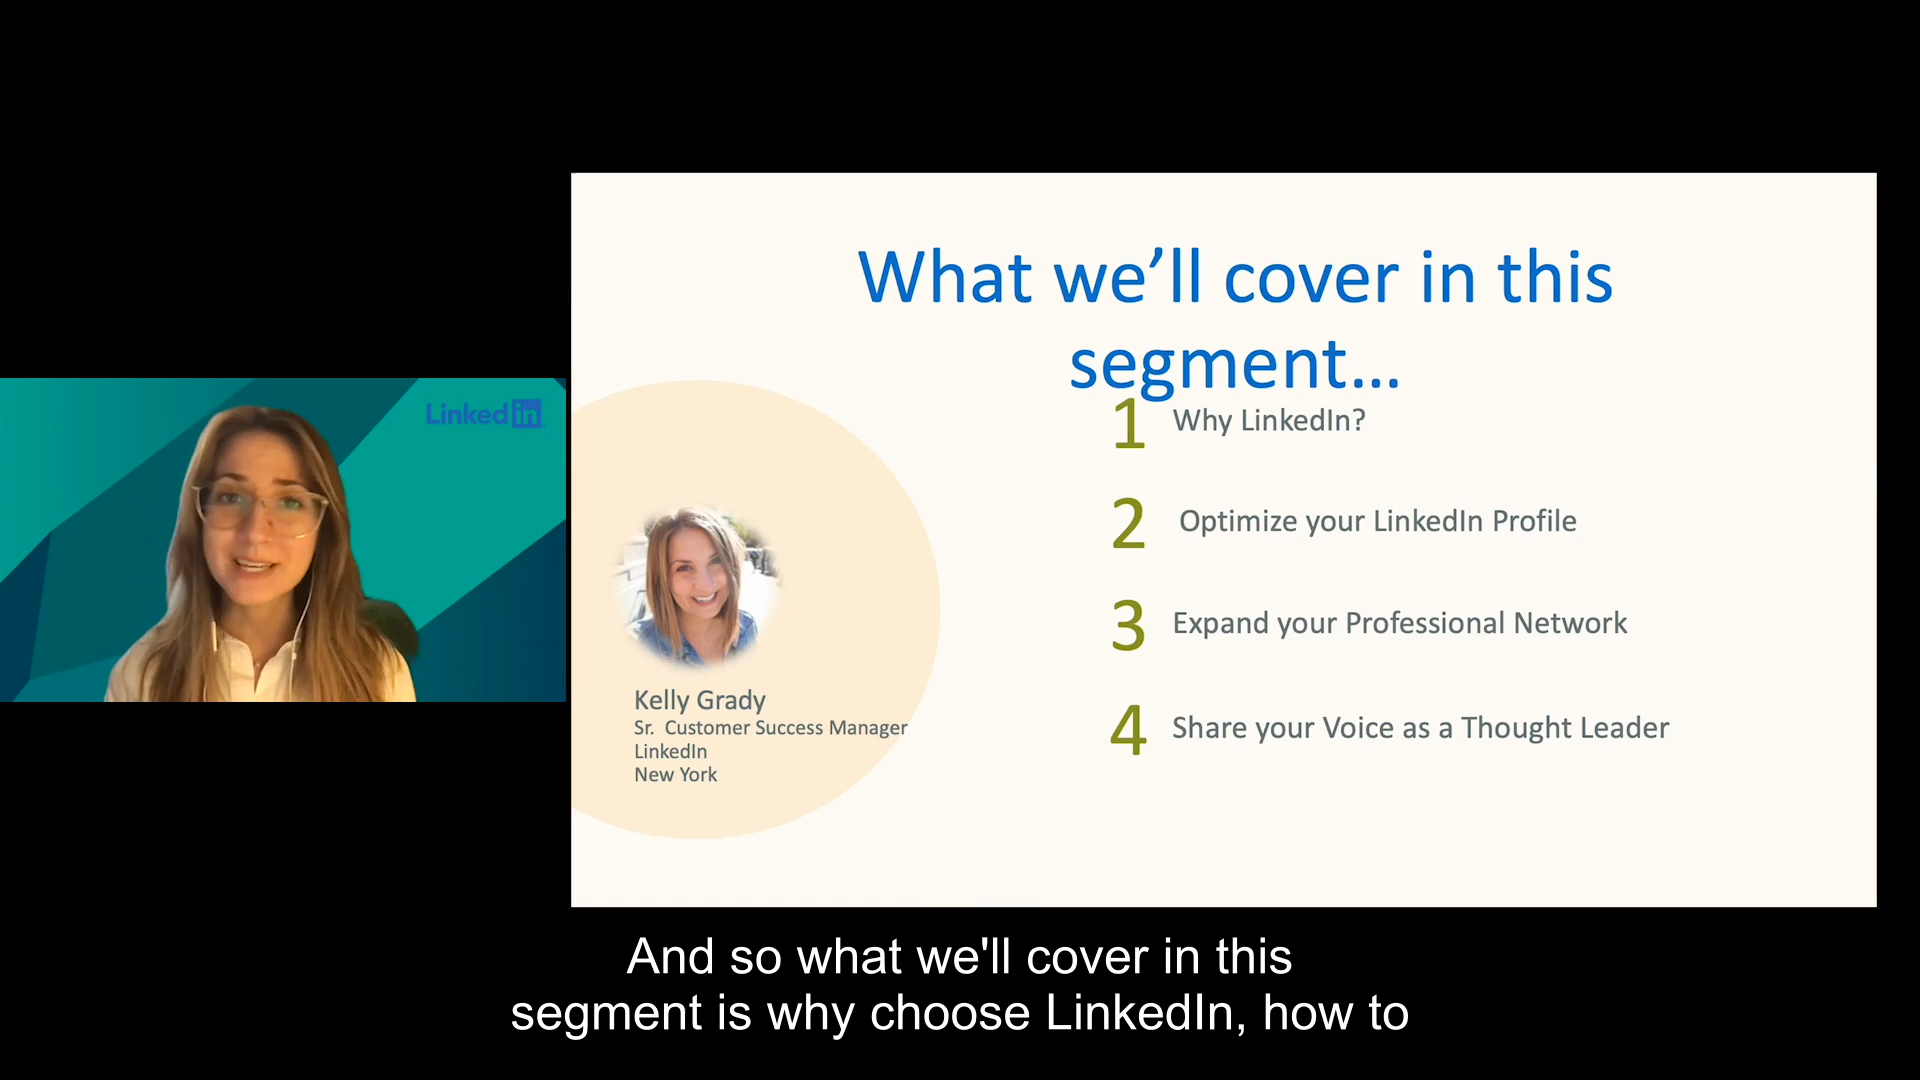 Linked in
What we’ll cover in this
segment...
1 Why LinkedIn?
2 Optimize your LinkedIn Profile
3 Expand your Professional Network
4 Share your Voice as a Thought Leader
Kelly Grady
Sr. Customer Success Manager
LinkedIn
New York
And so what we'll cover in this
segment is why choose LinkedIn, how to